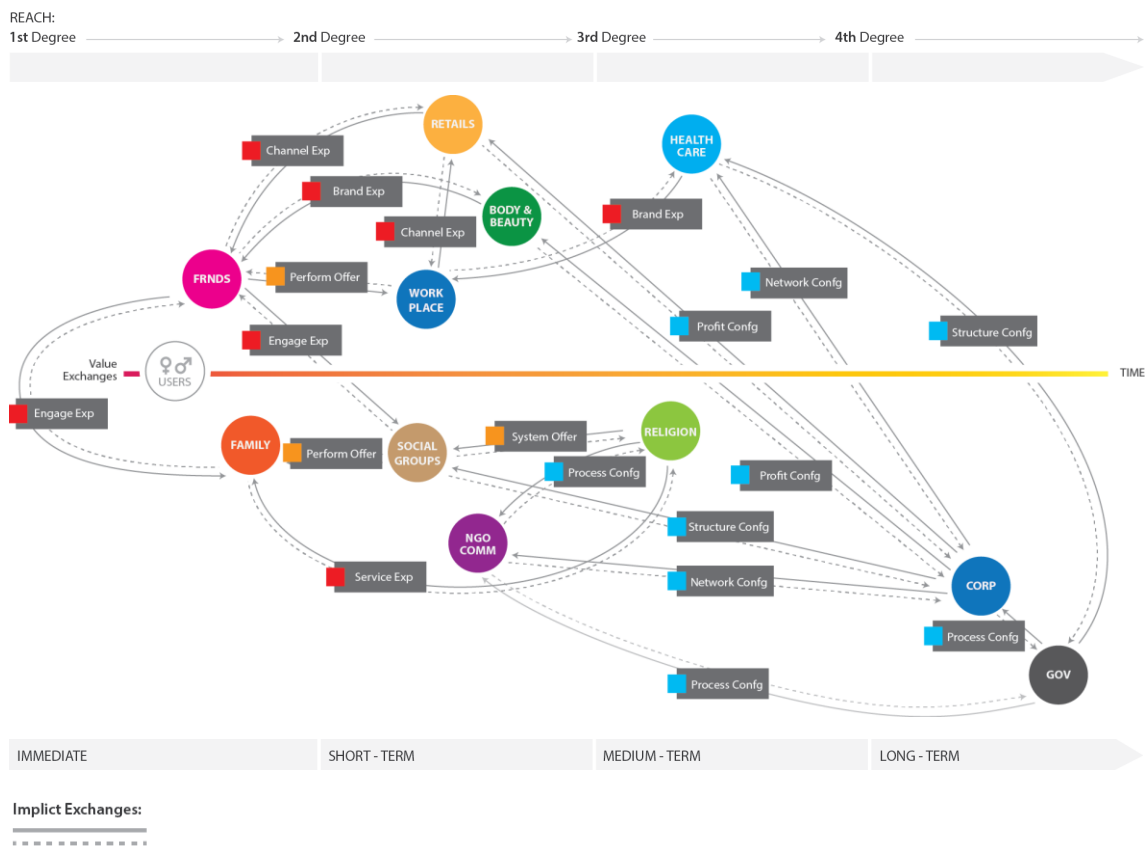 REACH:
1st Degree
2nd Degree
3rd Degree
4th Degree
RETAILS
HEALTH
CARE
Channel Exp
Brand Exp
BODY &
BEAUTY
Brand Exp
Channel Exp
FRNDS
Perform Offer
WORK
PLACE
Network Confg
Engage Exp
Profit Confg
Structure Confg
Value
Exchanges
USERS
TIME
Engage Exp
FAMILY
Perform Offer
SOCIAL
GROUPS
System Offer
RELIGION
Process Confg
Profit Confg
Structure Confg
NGO
COMM
Service Exp
Network Confg
CORP
Process Confg
GOV
Process Confg
IMMEDIATE
SHORT - TERM
MEDIUM - TERM
LONG - TERM
Implict Exchanges: